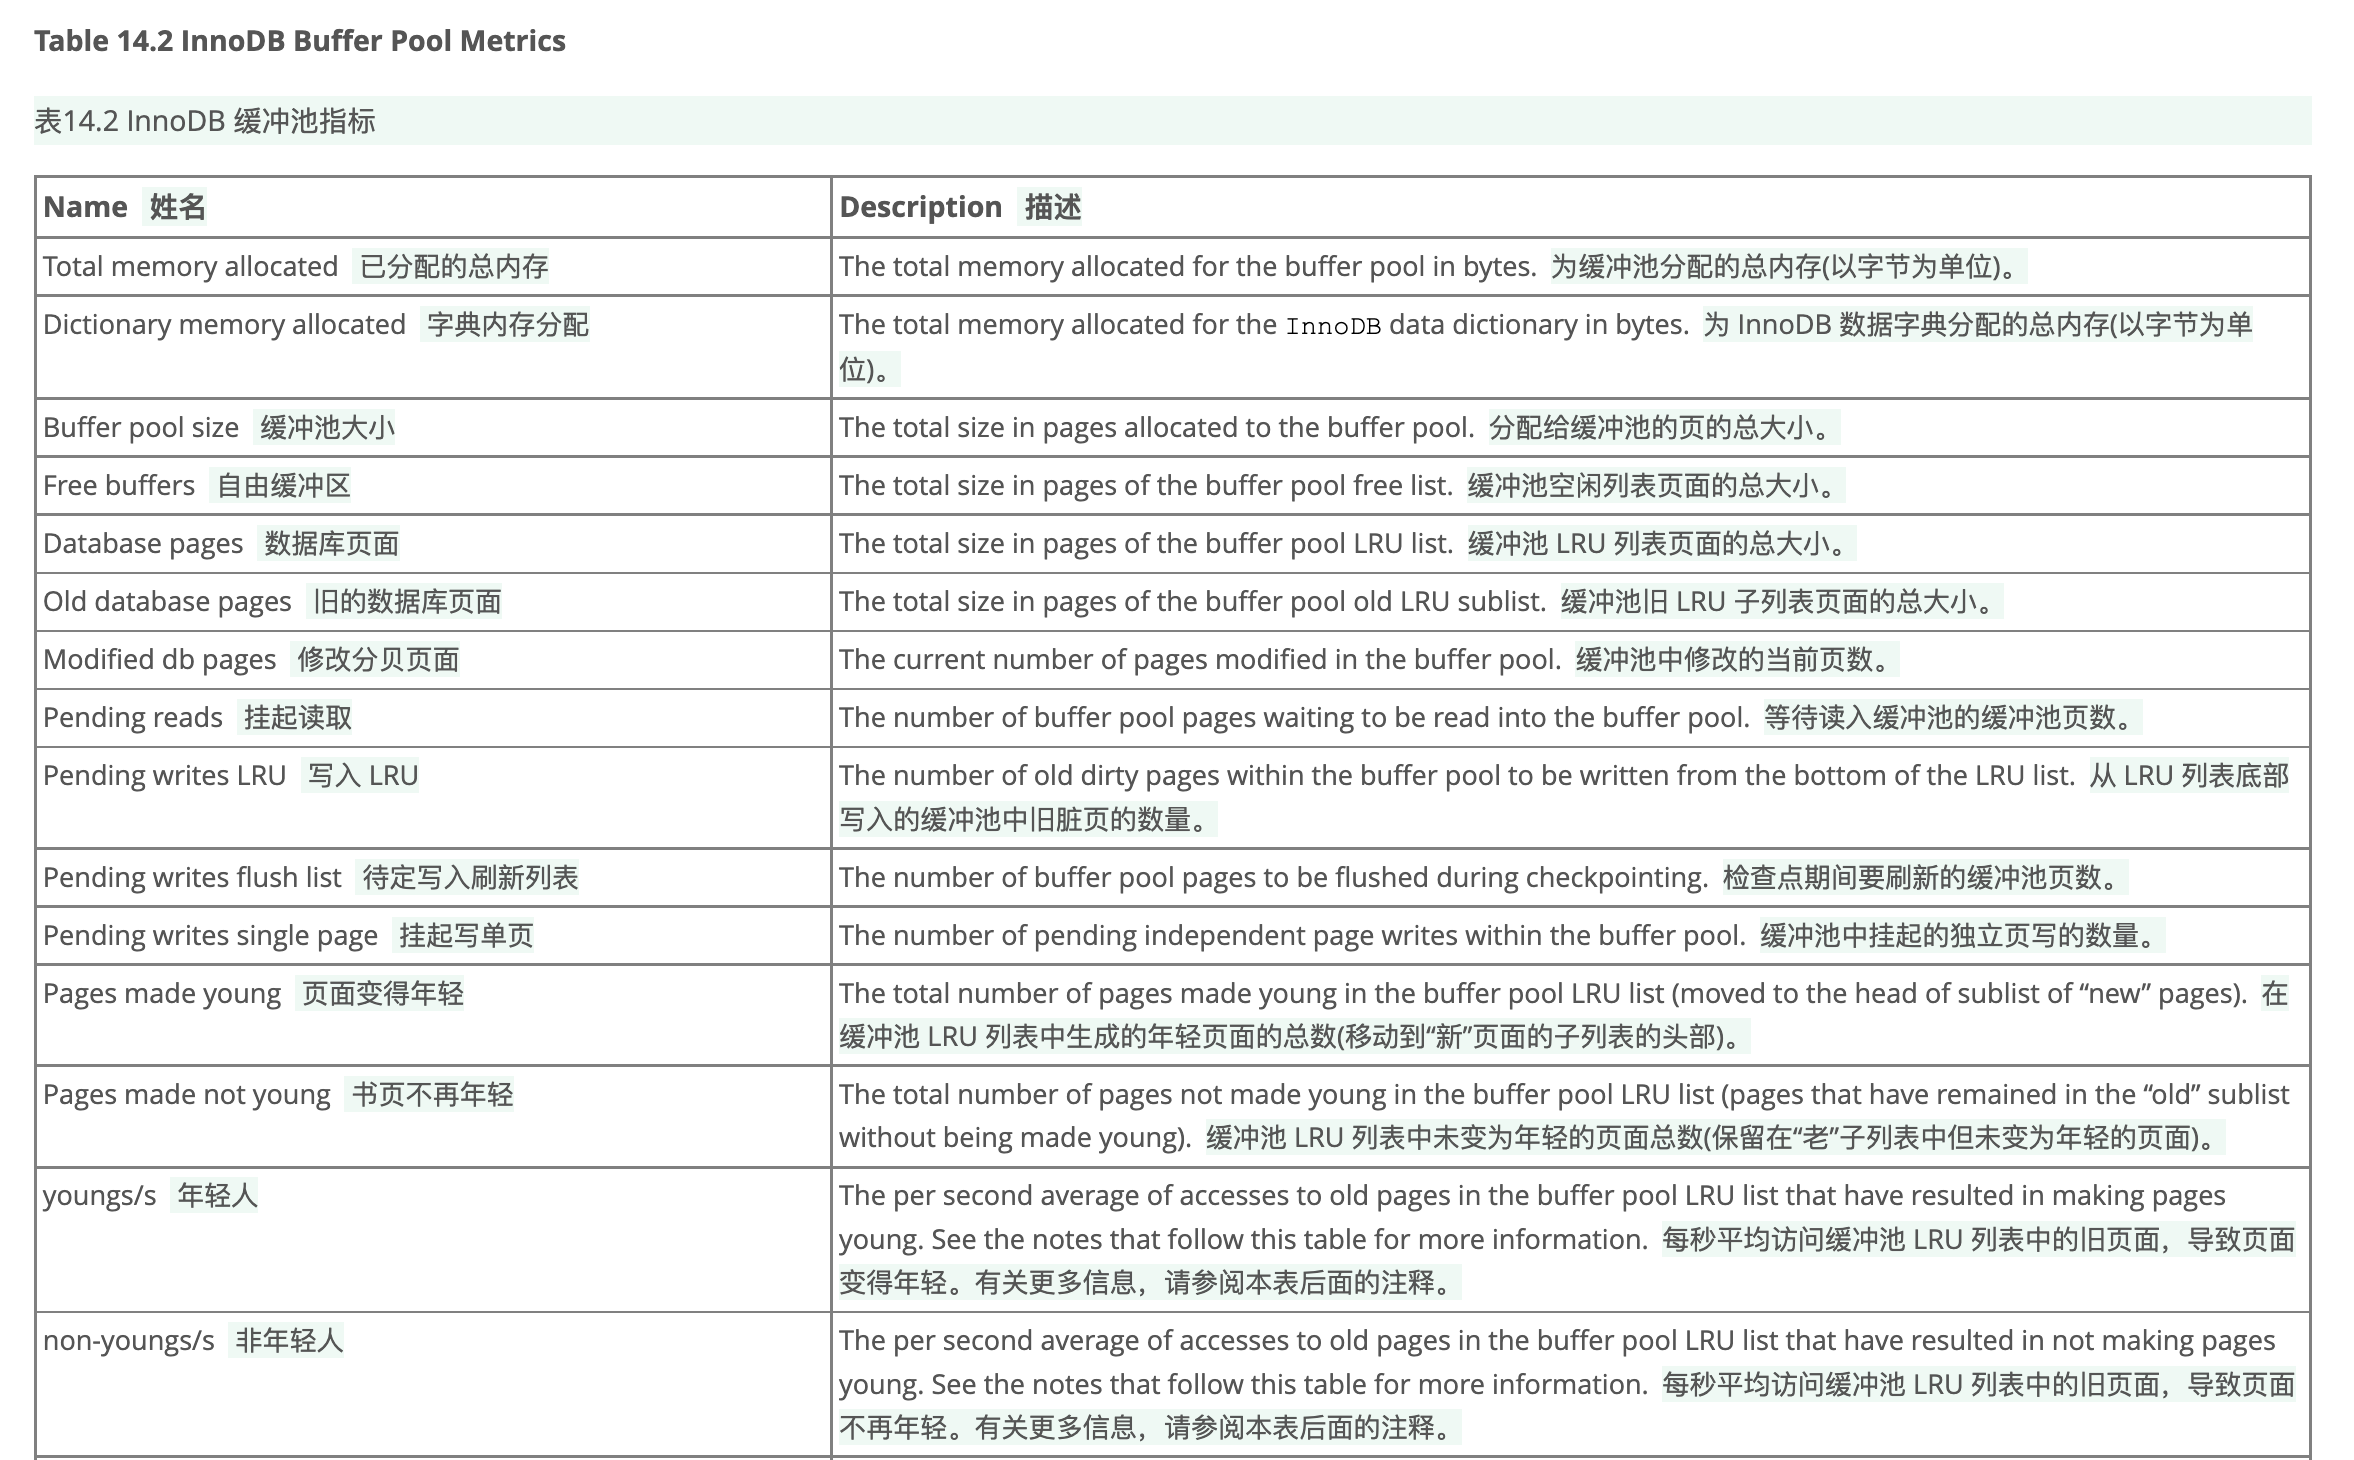 Table 14.2 InnoDB Buffer Pool Metrics
表14.2 InnoDB 缓冲池指标
Name 姓名
Description 描述
Total memory allocated 已分配的总内存
The total memory allocated for the buffer pool in bytes. 为缓冲池分配的总内存(以字节为单位)。
Dictionary memory allocated 字典内存分配
The total memory allocated for the InnoDB data dictionary in bytes. 为 InnoDB 数据字典分配的总内存(以字节为单
位)。
Buffer pool size 缓冲池大小
The total size in pages allocated to the buffer pool. 分配给缓冲池的页的总大小。
Free buffers 自由缓冲区
The total size in pages of the buffer pool free list. 缓冲池空闲列表页面的总大小。
Database pages 数据库页面
The total size in pages of the buffer pool LRU list. 缓冲池 LRU 列表页面的总大小。
Old database pages 旧的数据库页面
The total size in pages of the buffer pool old LRU sublist. 缓冲池旧 LRU 子列表页面的总大小。
Modified db pages 修改分贝页面
The current number of pages modified in the buffer pool. 缓冲池中修改的当前页数。
Pending reads 挂起读取
The number of buffer pool pages waiting to be read into the buffer pool. 等待读入缓冲池的缓冲池页数。
Pending writes LRU 写入 LRU
The number of old dirty pages within the buffer pool to be written from the bottom of the LRU list. 从 LRU 列表底部
写入的缓冲池中旧脏页的数量。
Pending writes flush list 待定写入刷新列表
The number of buffer pool pages to be flushed during checkpointing. 检查点期间要刷新的缓冲池页数。
Pending writes single page 挂起写单页
The number of pending independent page writes within the buffer pool. 缓冲池中挂起的独立页写的数量。
Pages made young 页面变得年轻
The total number of pages made young in the buffer pool LRU list (moved to the head of sublist of “new” pages). 在
缓冲池 LRU 列表中生成的年轻页面的总数(移动到“新”页面的子列表的头部)。
Pages made not young 书页不再年轻
The total number of pages not made young in the buffer pool LRU list (pages that have remained in the “old” sublist
without being made young). 缓冲池 LRU 列表中未变为年轻的页面总数(保留在“老”子列表中但未变为年轻的页面)。
youngs/s 年轻人
The per second average of accesses to old pages in the buffer pool LRU list that have resulted in making pages
young. See the notes that follow this table for more information. 每秒平均访问缓冲池 LRU 列表中的旧页面，导致页面
变得年轻。有关更多信息，请参阅本表后面的注释。
non-youngs/s 非年轻人
The per second average of accesses to old pages in the buffer pool LRU list that have resulted in not making pages
young. See the notes that follow this table for more information. 每秒平均访问缓冲池 LRU 列表中的旧页面，导致页面
不再年轻。有关更多信息，请参阅本表后面的注释。